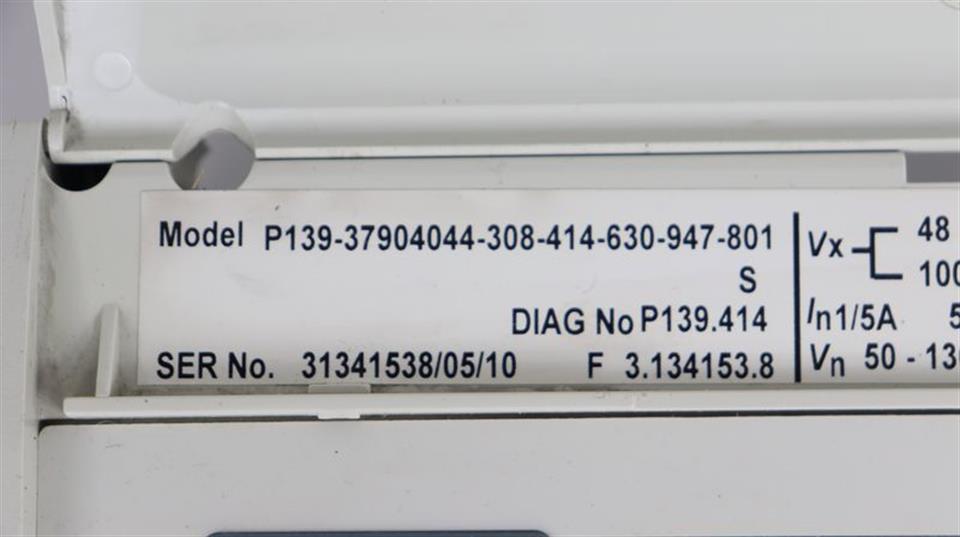 Model P139-37904044-308-414-630-947-801
S
DIAG No P139.414
SER No. 31341538/05/10 F 3.134153.8
Vx 48
100
In1/5A 5
Vn 50 - 130